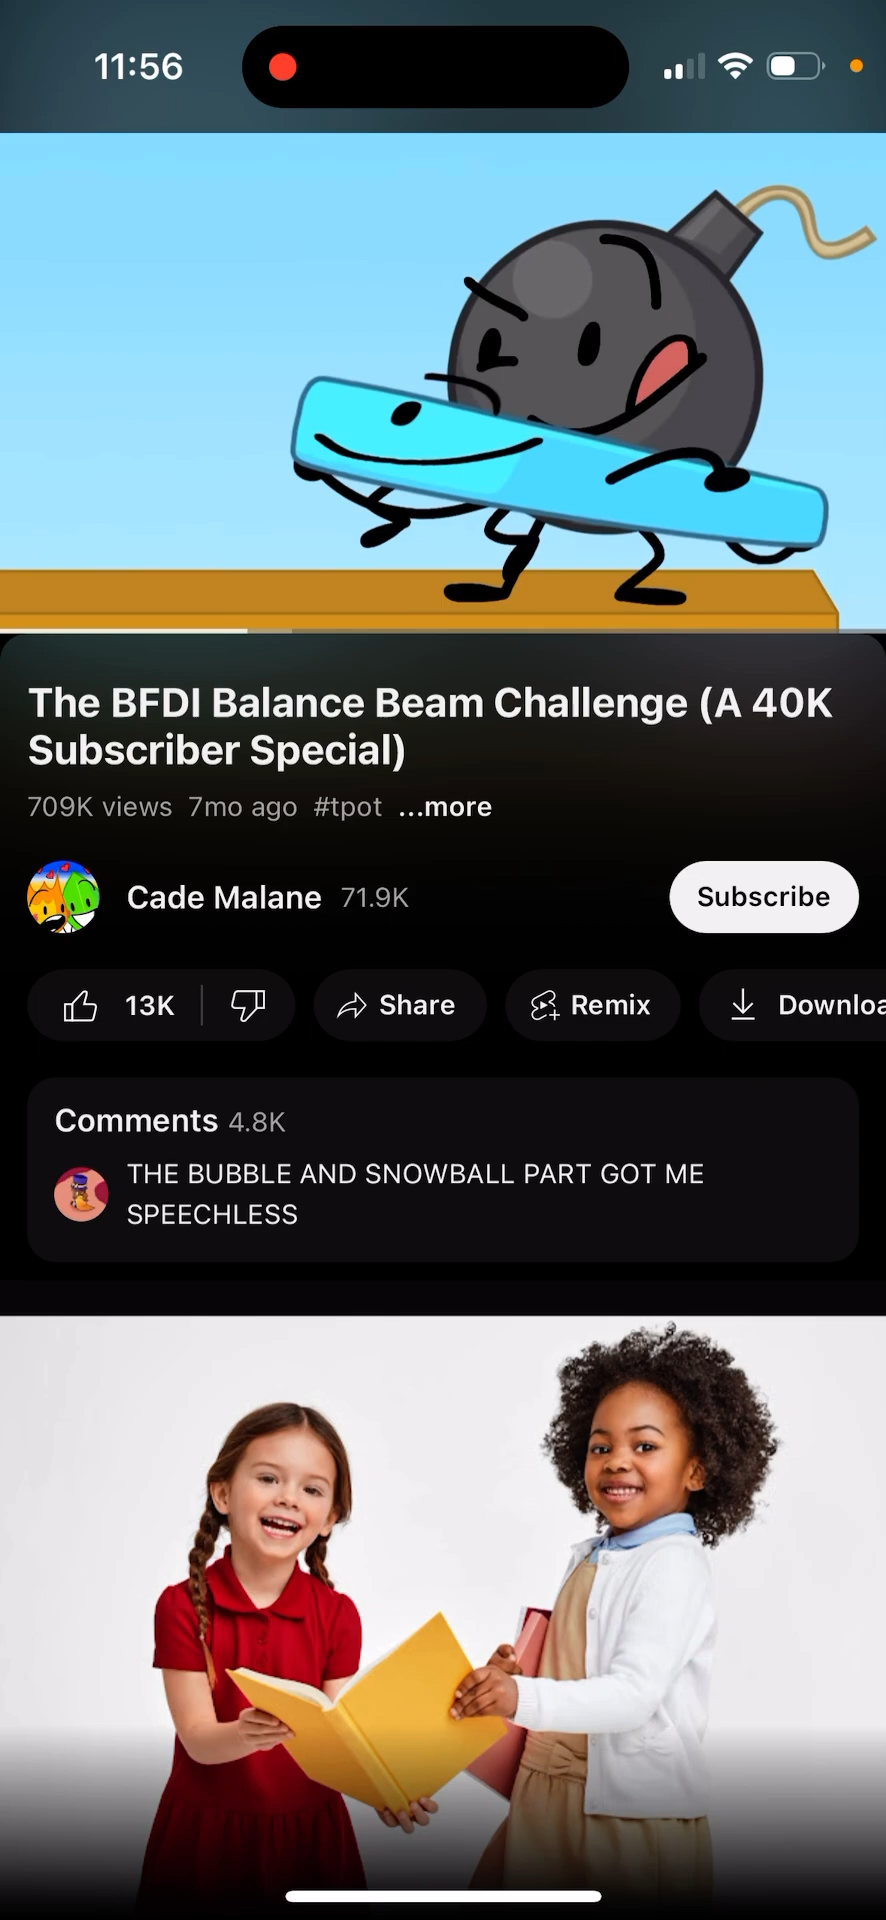 11:56
The BFDI Balance Beam Challenge (A 40K
Subscriber Special)
709K views 7mo ago #tpot ...more
Cade Malane 71.9K
Subscribe
13K
Share
Remix
Downloa
Comments 4.8K
THE BUBBLE AND SNOWBALL PART GOT ME
SPEECHLESS